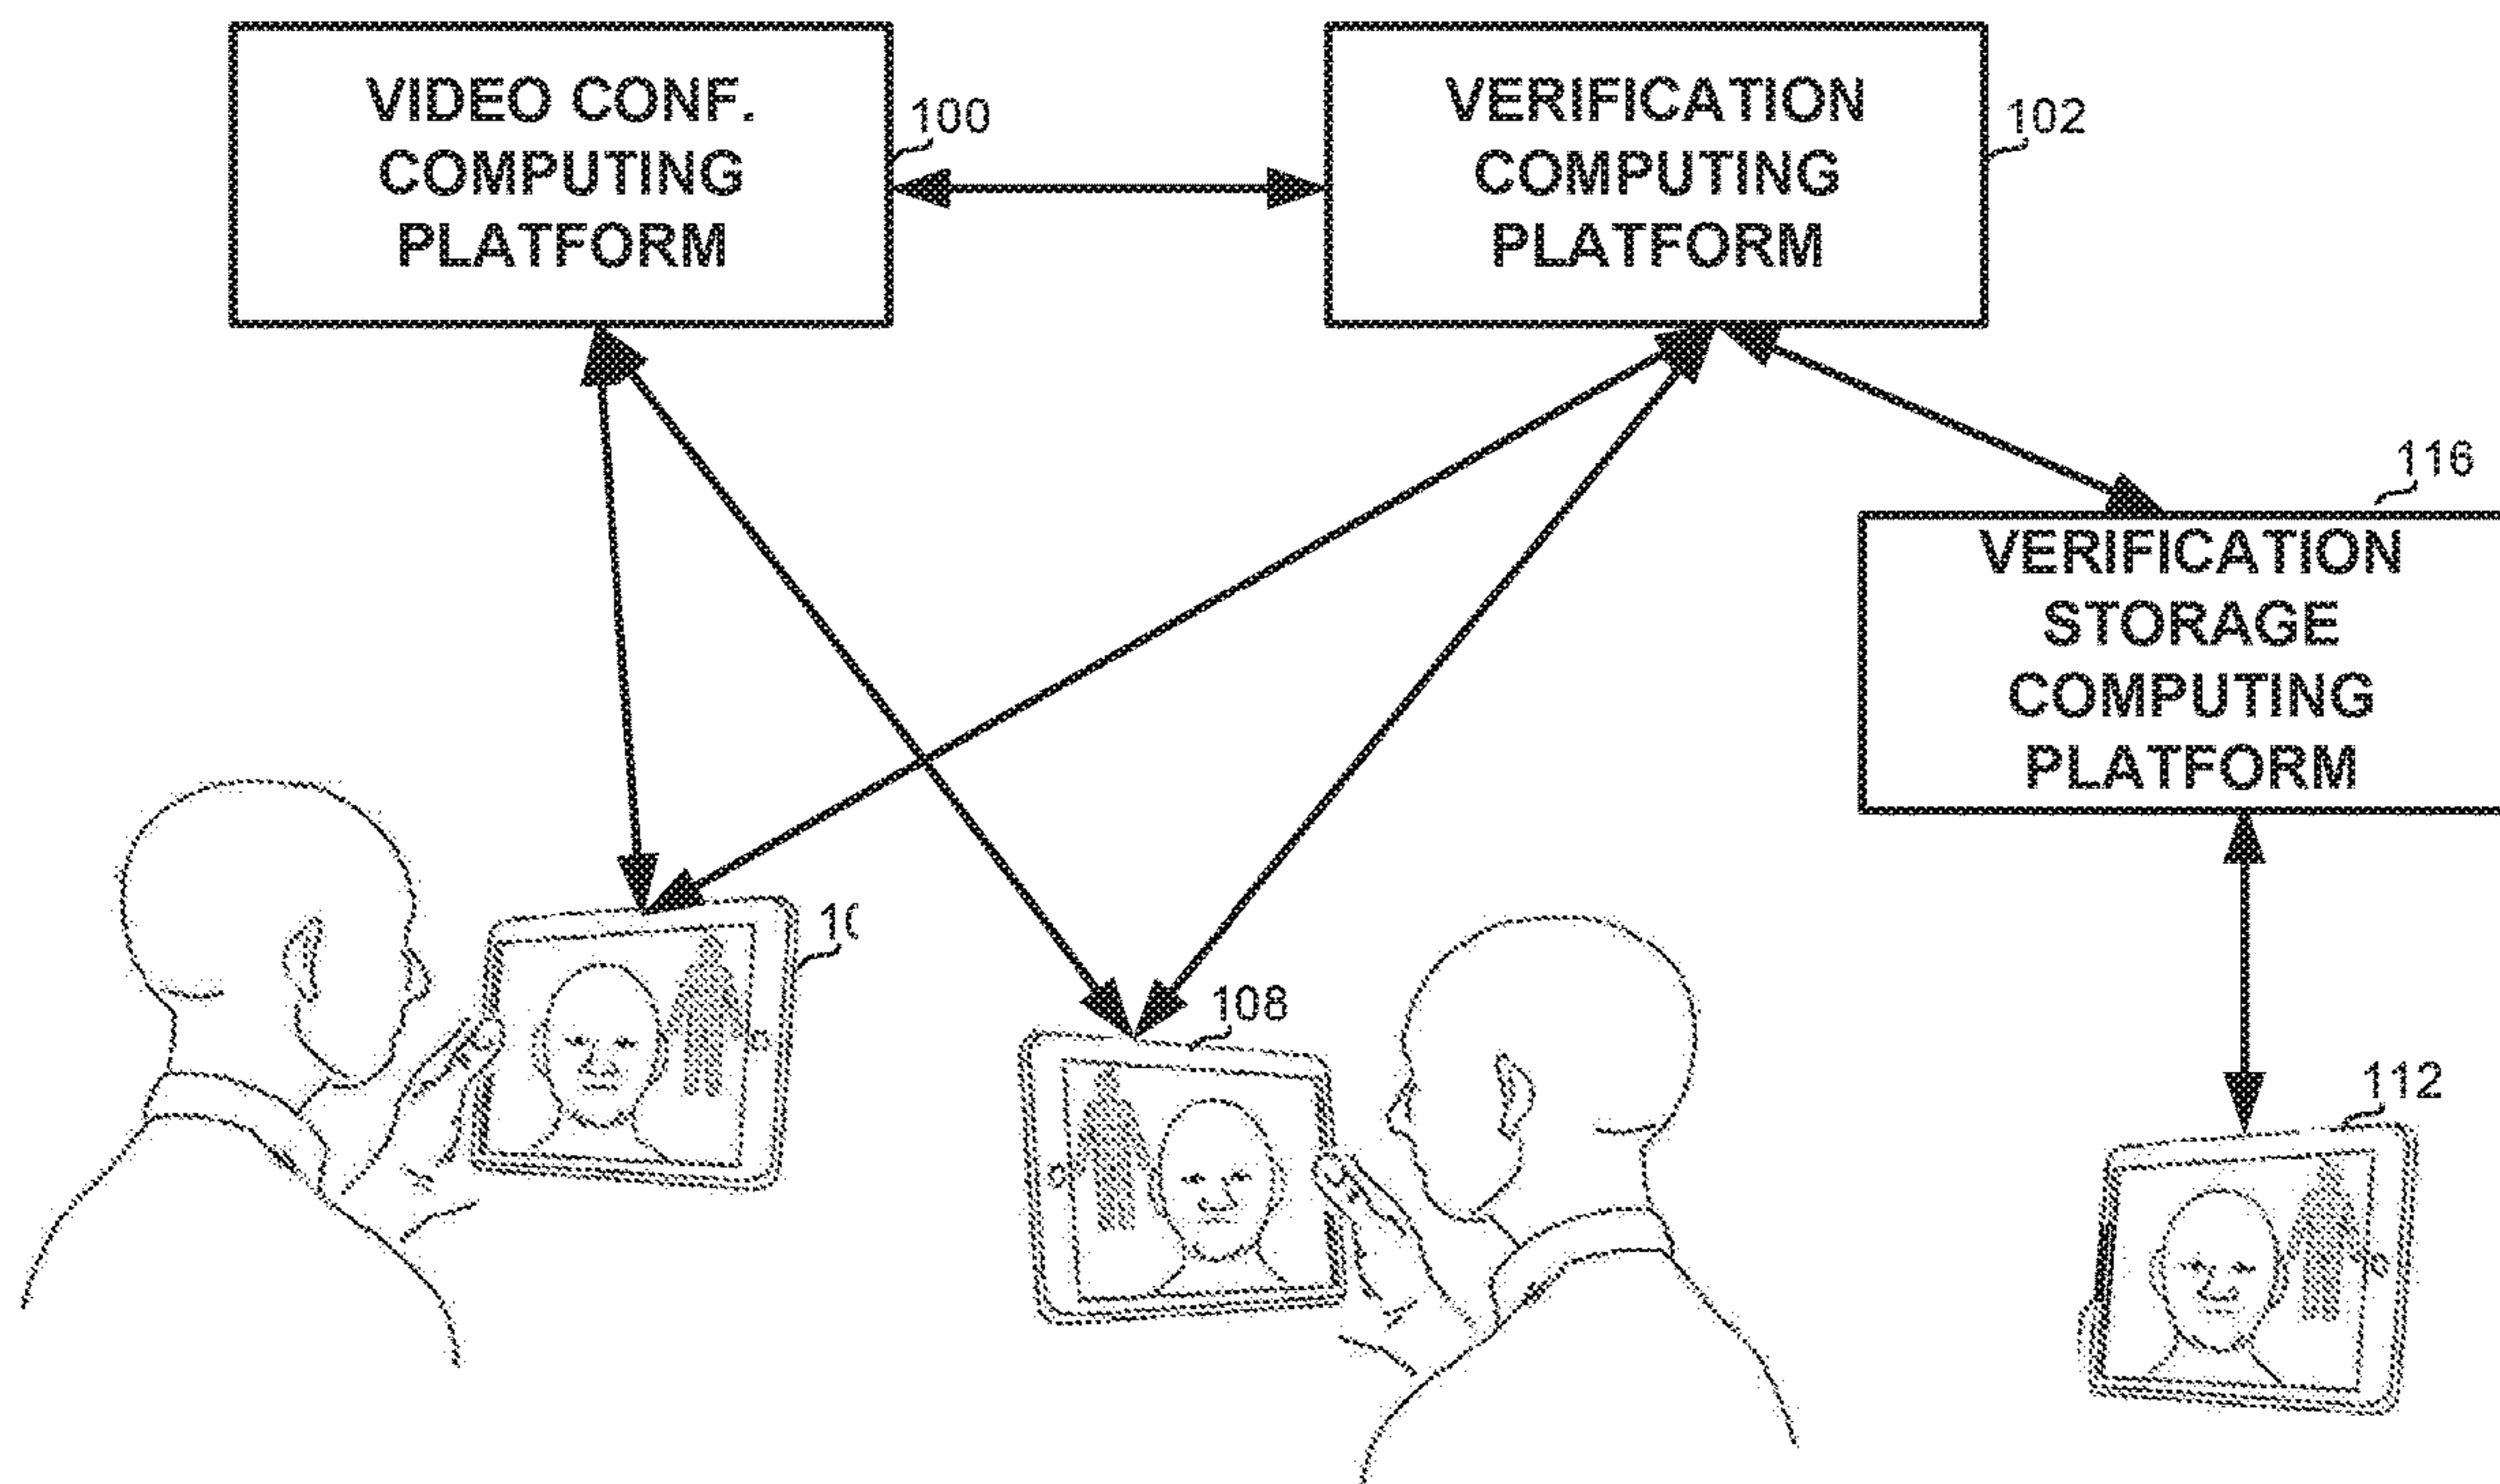 VIDEO CONF.
COMPUTING
PLATFORM
100
VERIFICATION
COMPUTING
PLATFORM
102
116
VERIFICATION
STORAGE
COMPUTING
PLATFORM
108
112